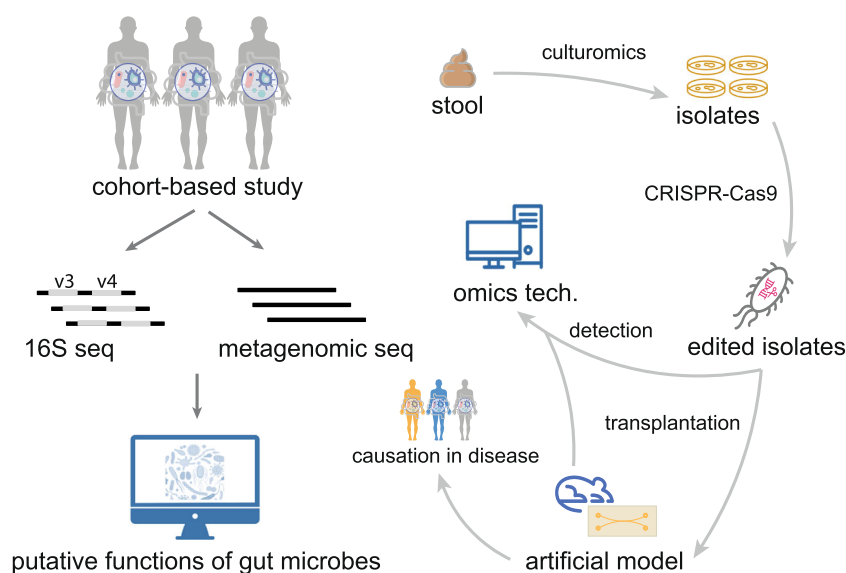 cohort-based study
v3 v4
16S seq
metagenomic seq
putative functions of gut microbes
stool
culturomics
isolates
CRISPR-Cas9
edited isolates
omics tech.
detection
transplantation
causation in disease
artificial model